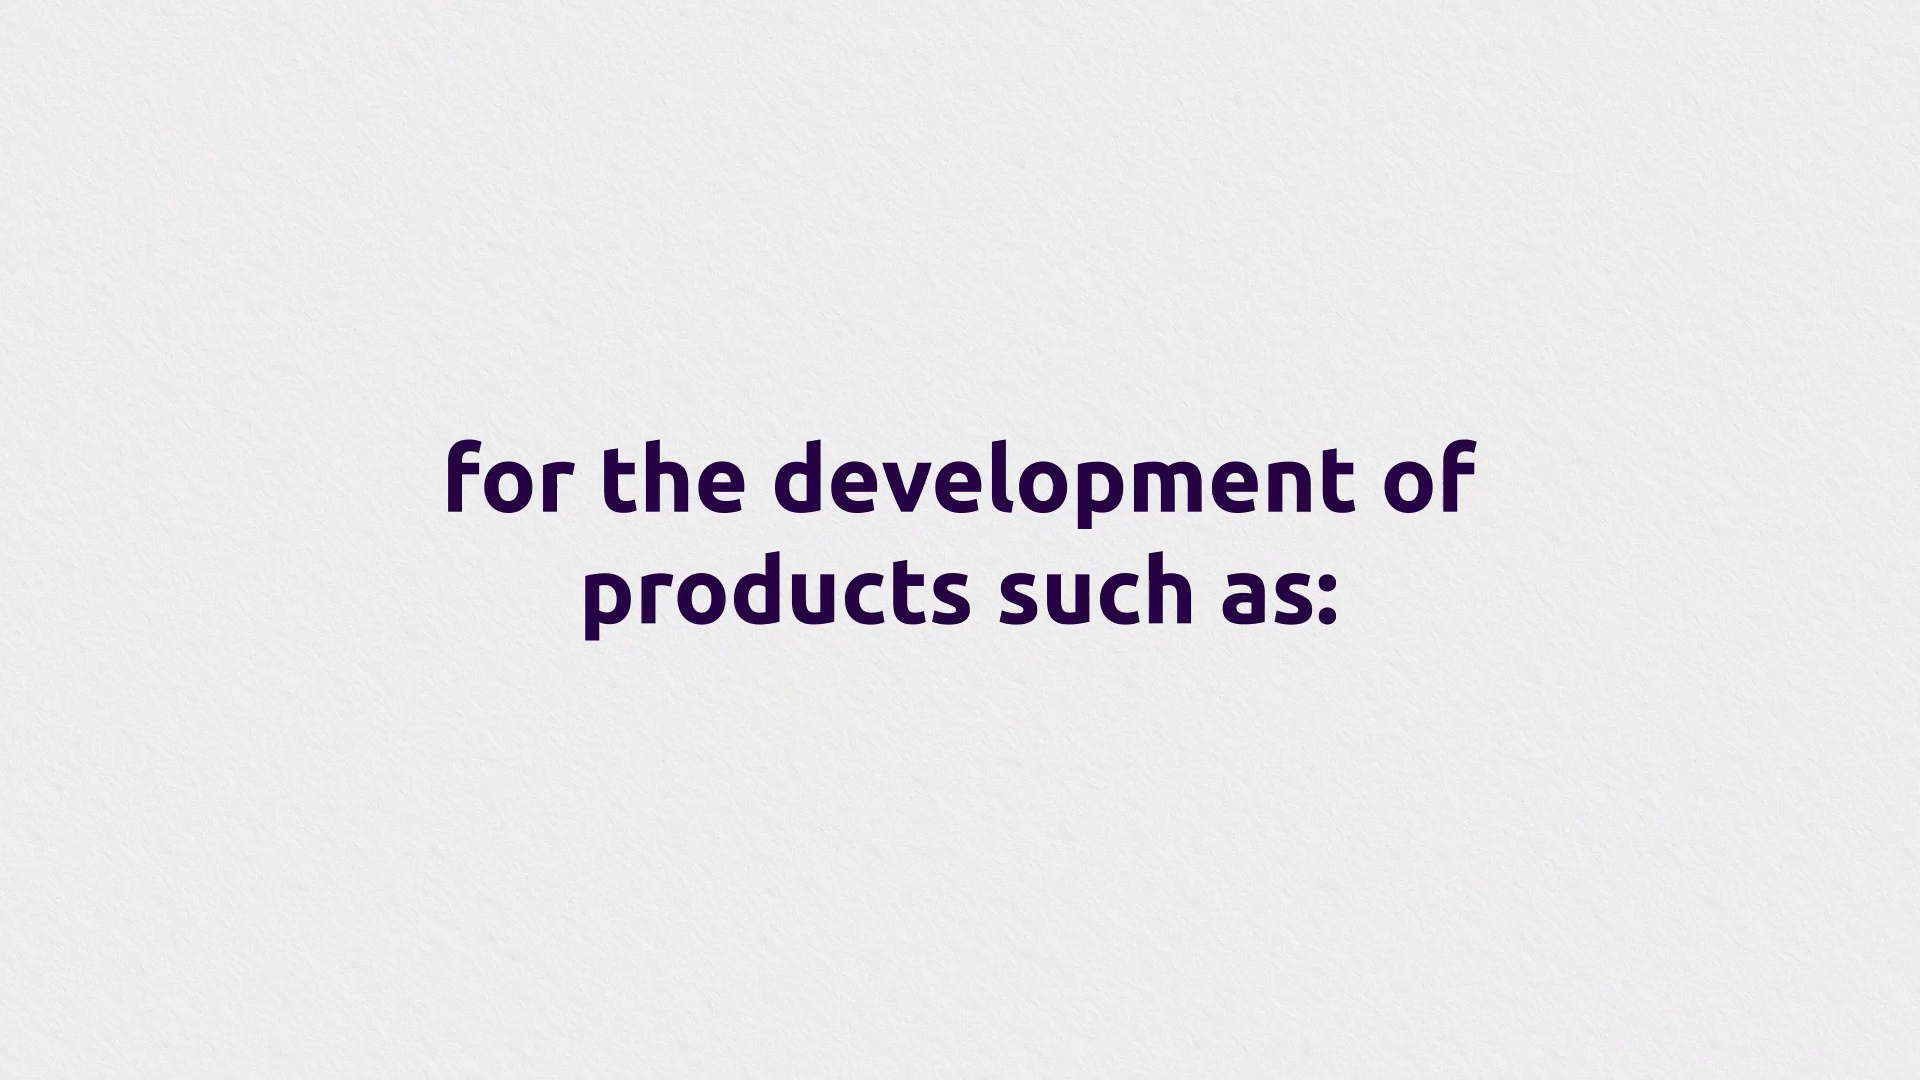 for the development of
products such as: